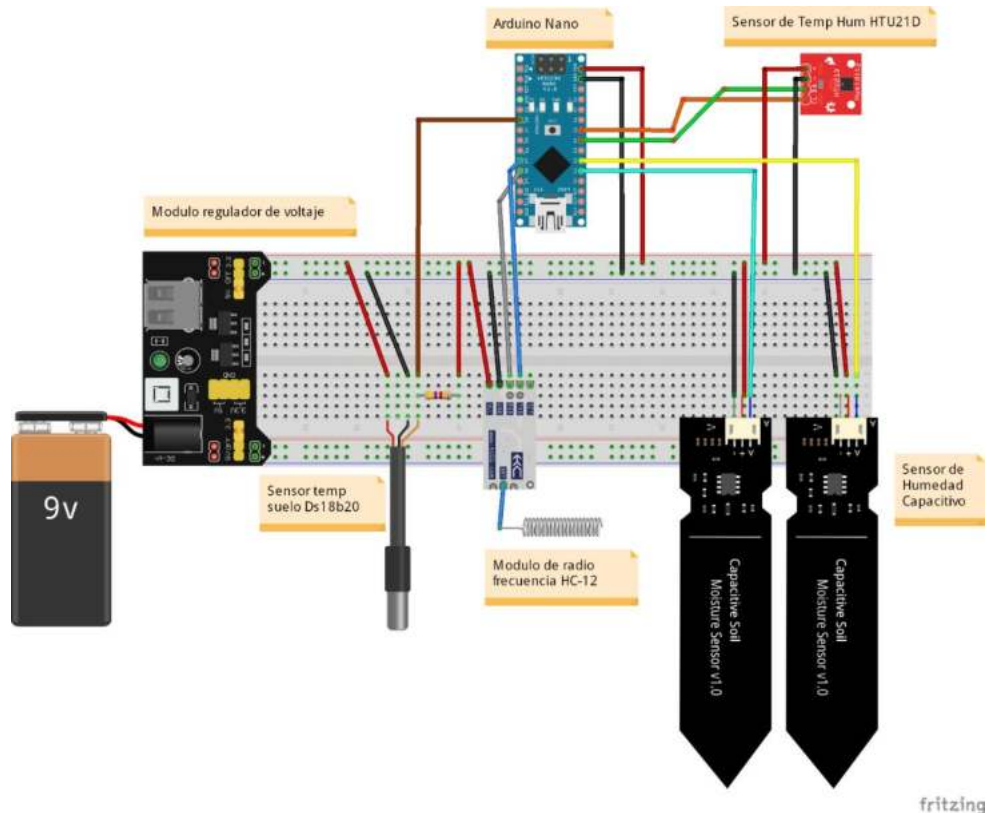 Arduino Nano
Sensor de Temp Hum HTU21D
Modulo regulador de voltaje
9v
Sensor temp
suelo Ds18b20
Modulo de radio
frecuencia HC-12
Sensor de
Humedad
Capacitivo
Capacitive Soil
Moisture Sensor v1.0
Capacitive Soil
Moisture Sensor v1.0
fritzing